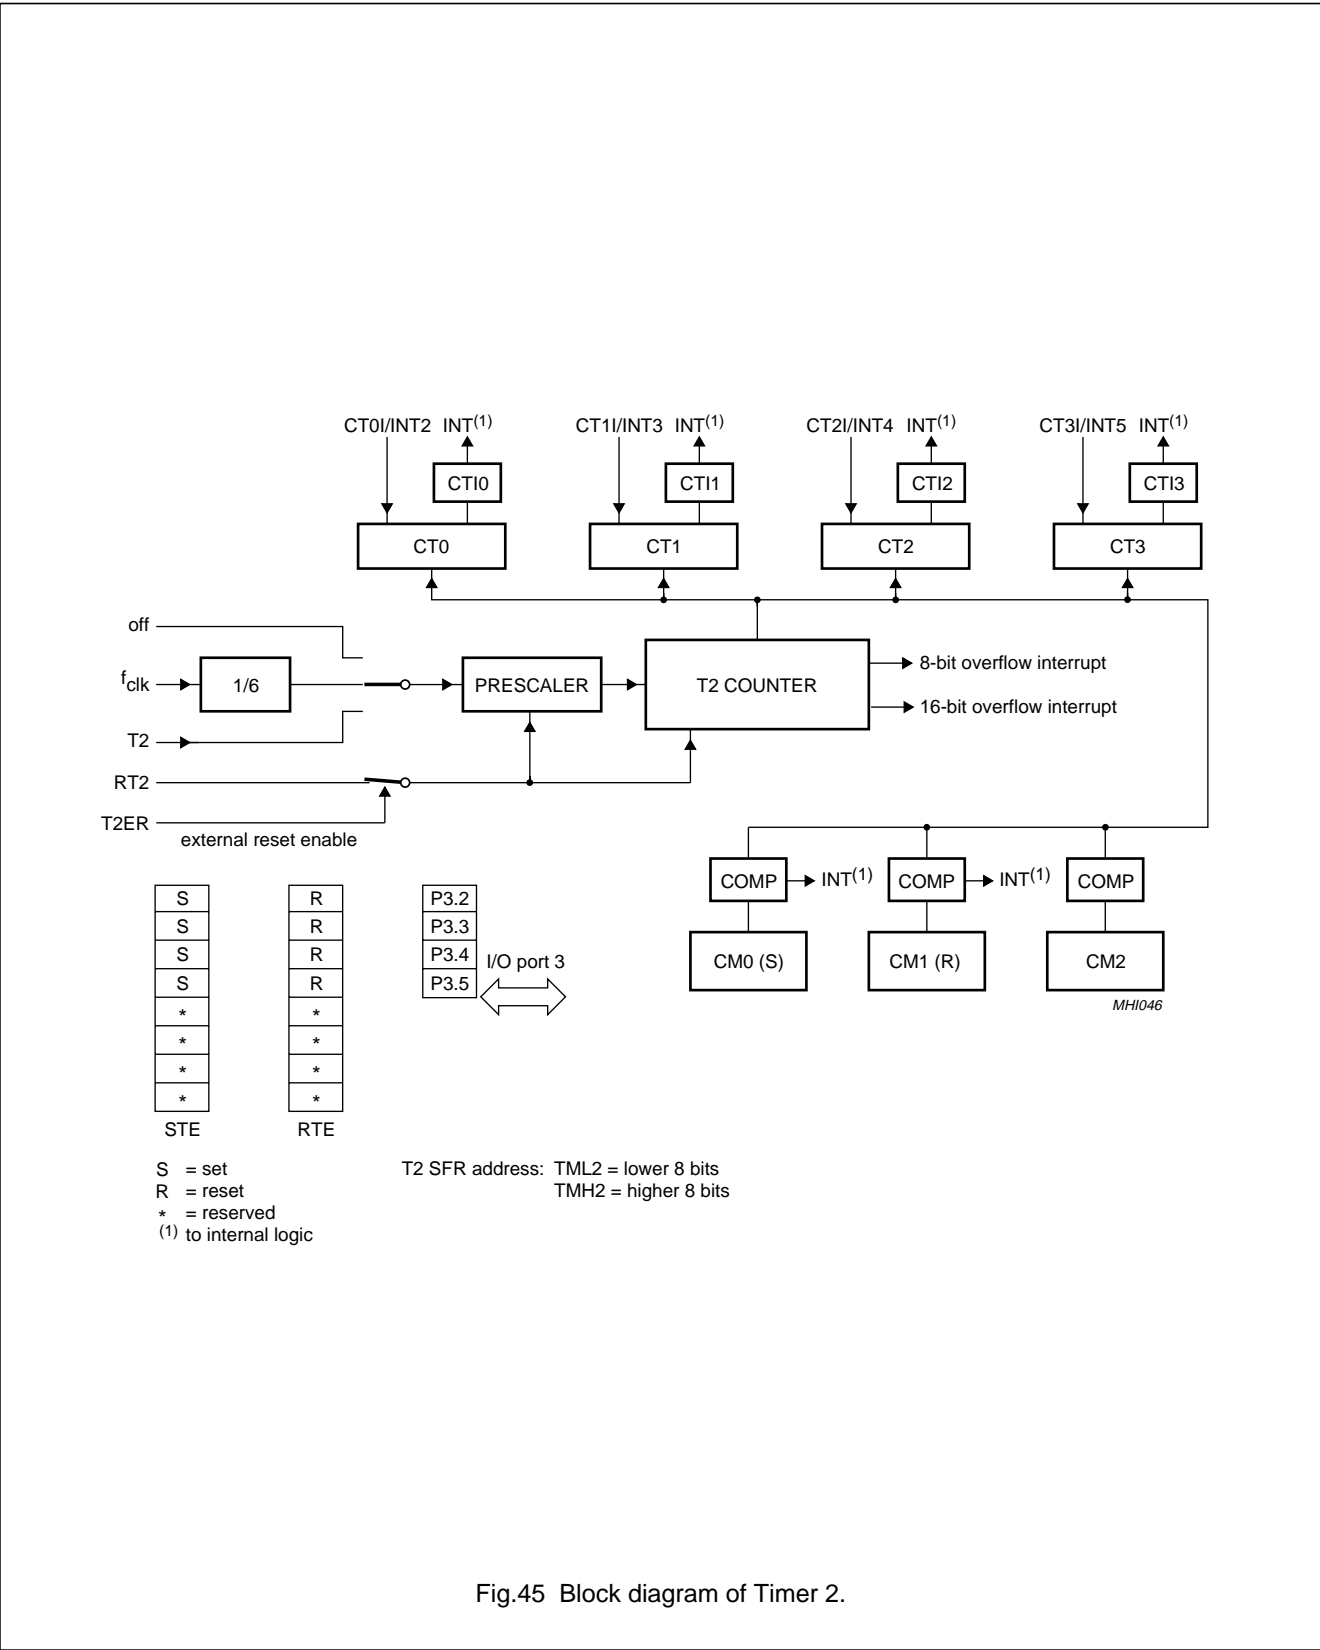 CT0I/INT2 INT(1) CT1I/INT3 INT(1) CT2I/INT4 INT(1) CT3I/INT5 INT(1)
CTI0 CTI1 CTI2 CTI3
CT0 CT1 CT2 CT3
off
fclk 1/6 PRESCALER T2 COUNTER
8-bit overflow interrupt
16-bit overflow interrupt
T2
RT2
T2ER
external reset enable
COMP INT(1) COMP INT(1) COMP
CM0 (S) CM1 (R) CM2
MHI046
S R P3.2
S R P3.3
S R P3.4
S R P3.5
I/O port 3
* *
* *
* *
* *
STE RTE
S = set
R = reset
* = reserved
(1) to internal logic
T2 SFR address: TML2 = lower 8 bits
TMH2 = higher 8 bits
Fig.45 Block diagram of Timer 2.